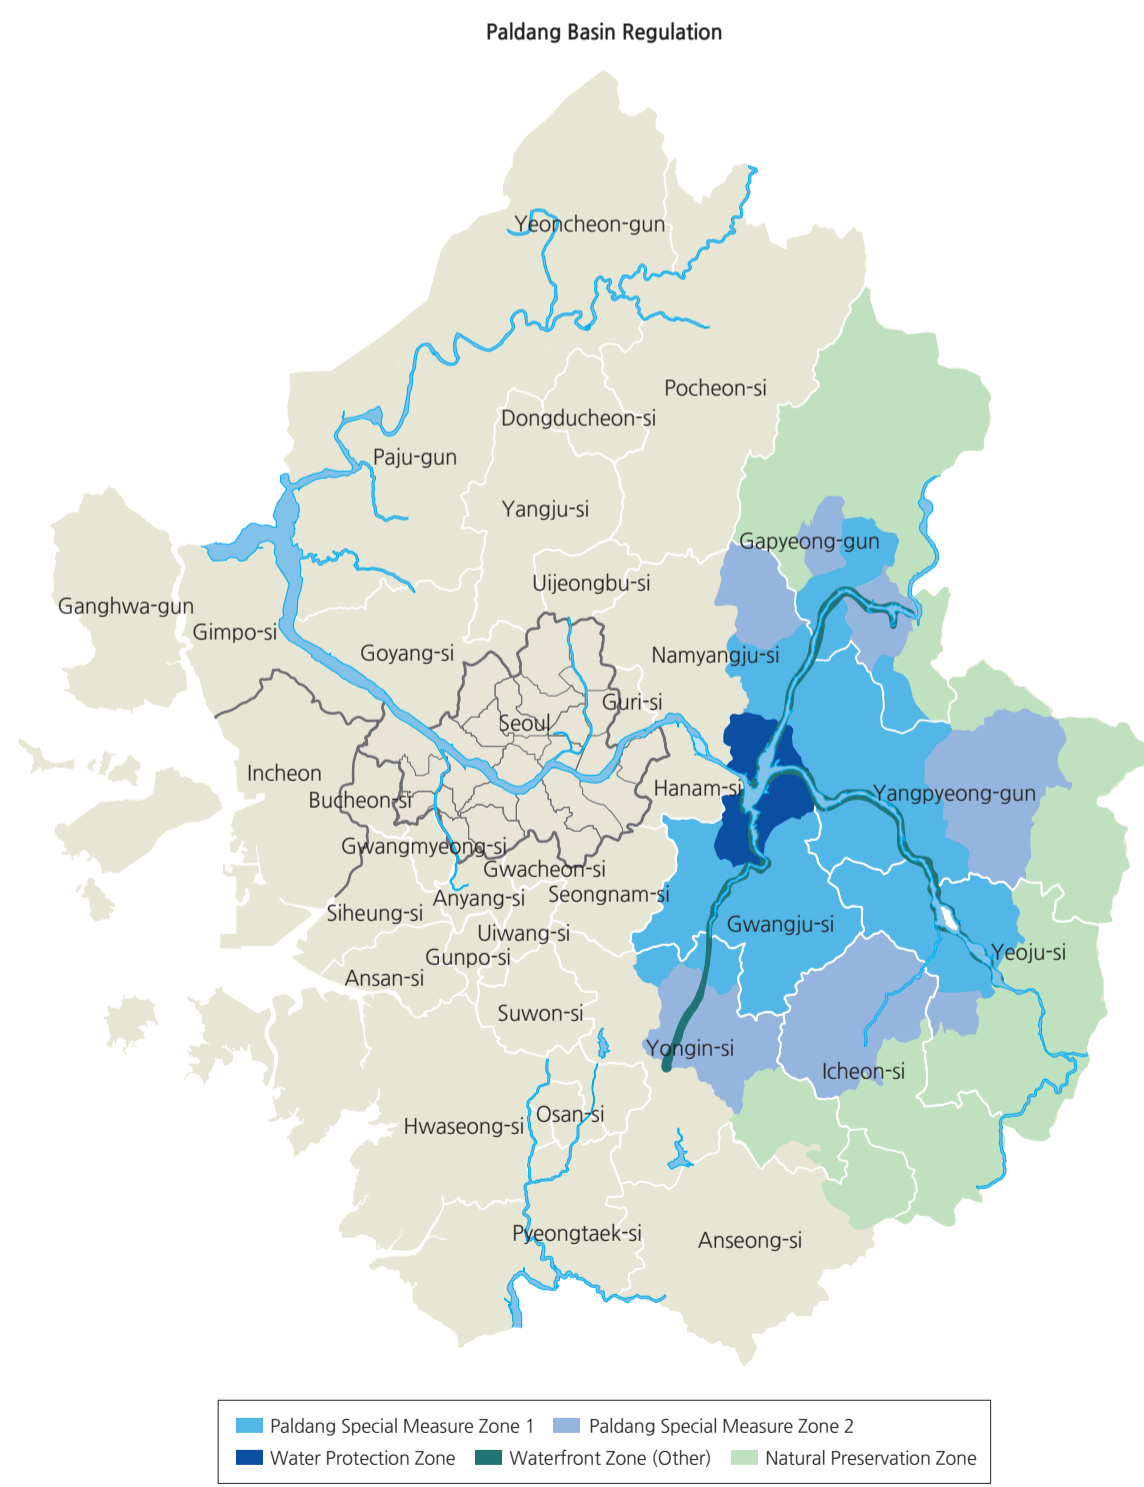 Paldang Basin Regulation
Yeoncheon-gun
Pocheon-si
Dongducheon-si
Paju-gun
Yangju-si
Gapyeong-gun
Uijeongbu-si
Ganghwa-gun
Gimpo-si
Goyang-si
Namyangju-si
Guri-si
Seoul
Incheon
Hanam-si
Yangpyeong-gun
Bucheon-si
Gwangmyeong-si
Gwacheon-si
Anyang-si
Seongnam-si
Siheung-si
Gwangju-si
Uiwang-si
Yeoju-si
Gunpo-si
Ansan-si
Suwon-si
Yongin-si
Icheon-si
Osan-si
Hwaseong-si
Pyeongtaek-si
Anseong-si
Paldang Special Measure Zone 1
Paldang Special Measure Zone 2
Water Protection Zone
Waterfront Zone (Other)
Natural Preservation Zone